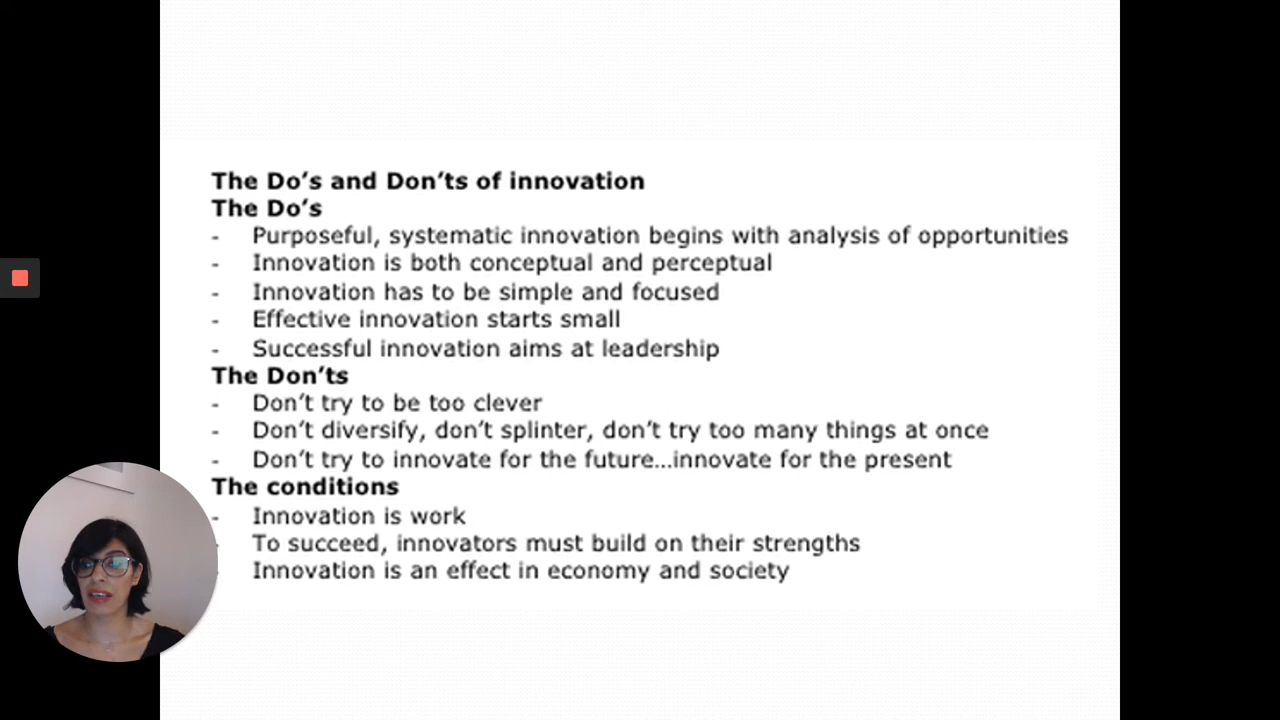 The Do's and Don'ts of innovation
The Do's
- Purposeful, systematic innovation begins with analysis of opportunities
- Innovation is both conceptual and perceptual
- Innovation has to be simple and focused
- Effective innovation starts small
- Successful innovation aims at leadership
The Don'ts
- Don't try to be too clever
- Don't diversify, don't splinter, don't try too many things at once
- Don't try to innovate for the future...innovate for the present
The conditions
- Innovation is work
- To succeed, innovators must build on their strengths
Innovation is an effect in economy and society